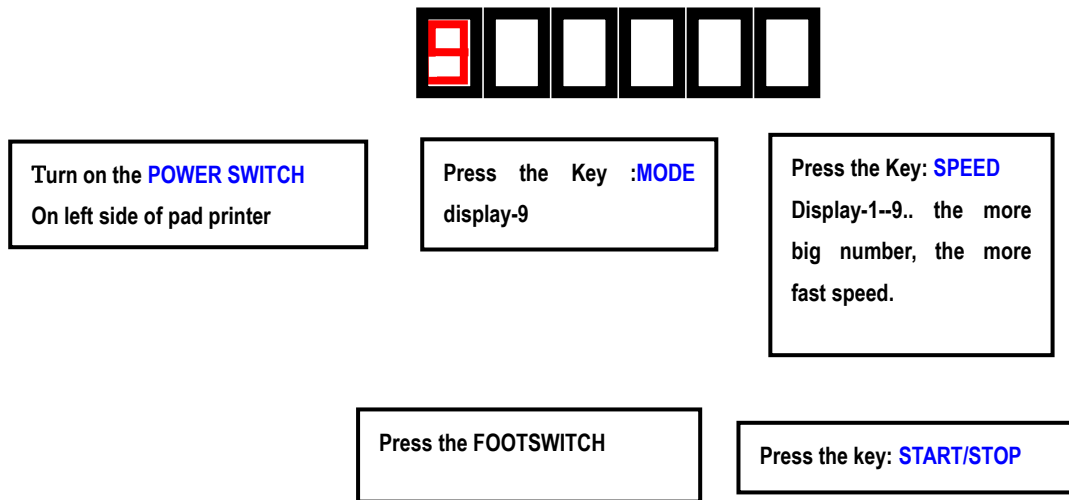 9
Turn on the POWER SWITCH
On left side of pad printer
Press the Key :MODE
display-9
Press the Key: SPEED
Display-1--9.. the more
big number, the more
fast speed.
Press the FOOTSWITCH
Press the key: START/STOP